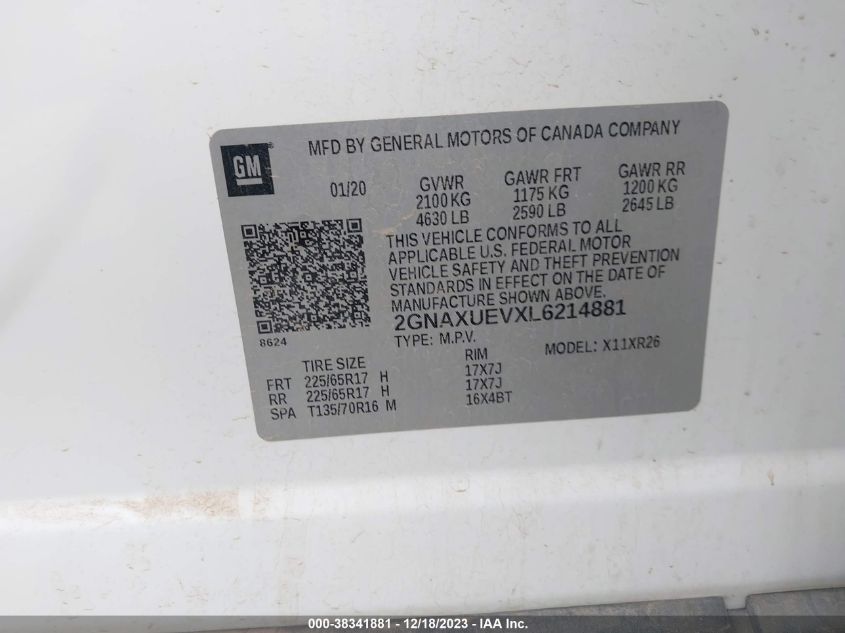 MFD BY GENERAL MOTORS OF CANADA COMPANY
GM
01/20 GVWR GAWR FRT GAWR RR
2100 KG 1175 KG 1200 KG
4630 LB 2590 LB 2645 LB
THIS VEHICLE CONFORMS TO ALL
APPLICABLE U.S. FEDERAL MOTOR
VEHICLE SAFETY AND THEFT PREVENTION
STANDARDS IN EFFECT ON THE DATE OF
MANUFACTURE SHOWN ABOVE.
2GNAXUEVXL6214881
8624
TYPE: M.P.V. MODEL: X11XR26
TIRE SIZE RIM
FRT 225/65R17 H 17X7J
RR 225/65R17 H 17X7J
SPA T135/70R16 M 16X4BT
000-38341881 - 12/18/2023 - IAA Inc.